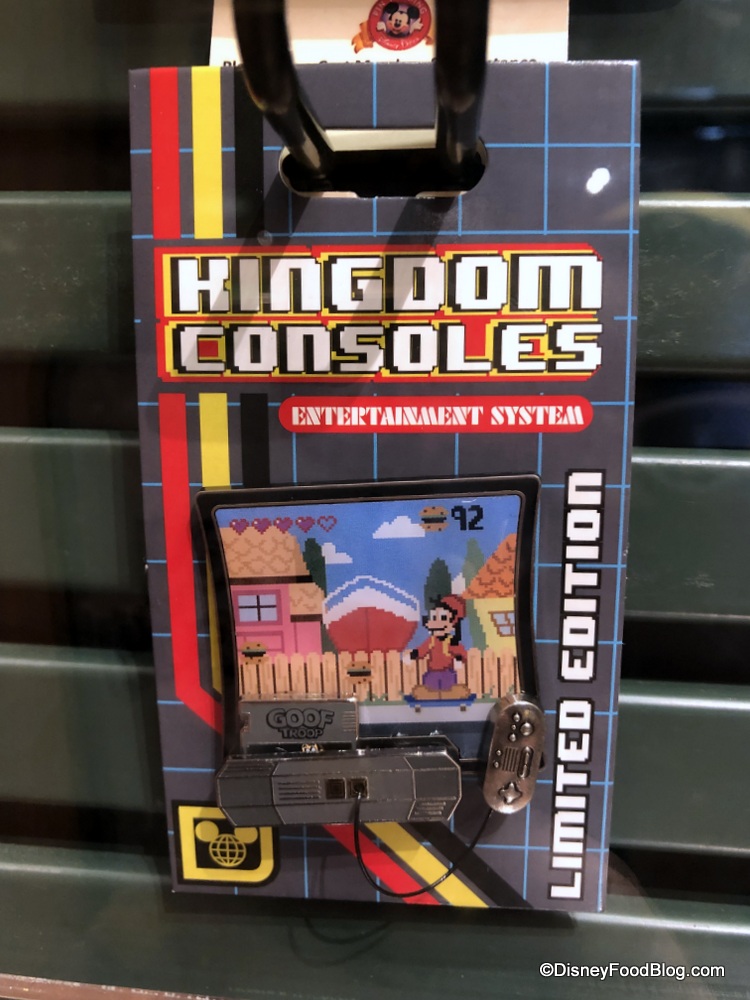 KINGDOM
CONSOLES
ENTERTAINMENT SYSTEM
92
GOOF
TROOP
LIMITED EDITION
©DisneyFoodBlog.com